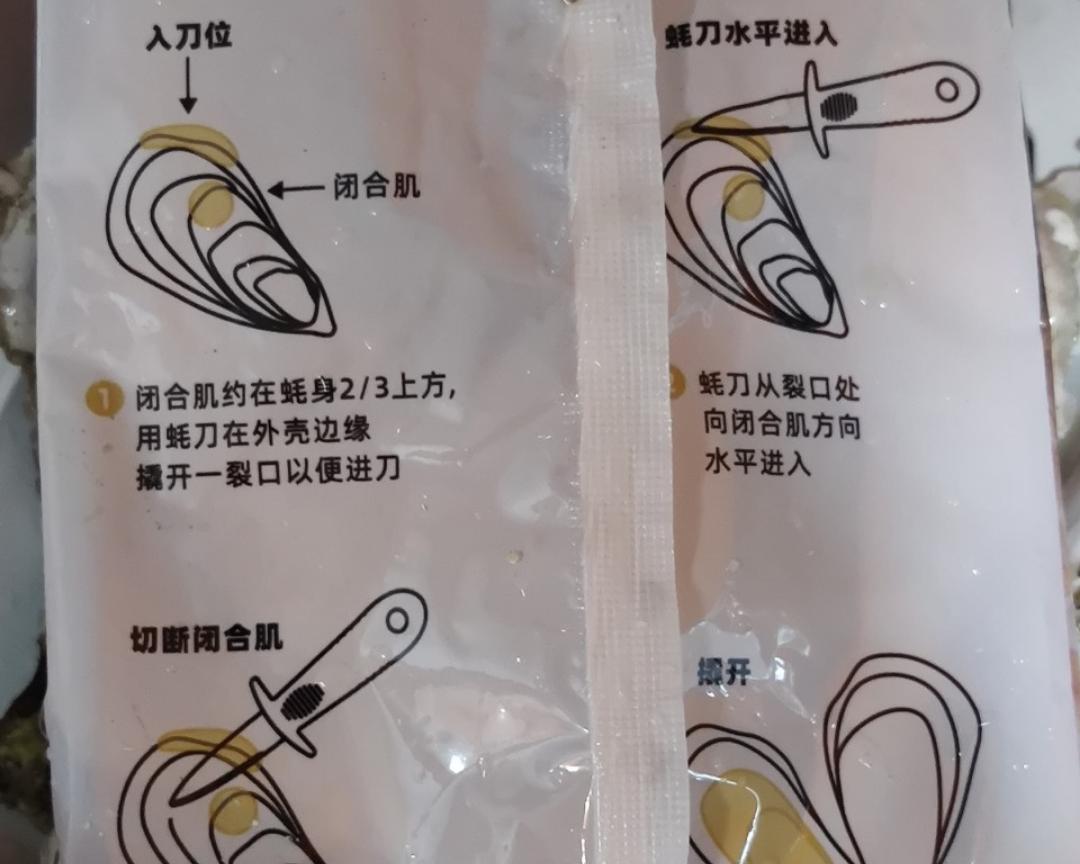 入刀位
闭合肌
1
闭合肌约在蚝身2/3上方,
用蚝刀在外壳边缘
撬开一裂口以便进刀
蚝刀水平进入
2
蚝刀从裂口处
向闭合肌方向
水平进入
切断闭合肌
撬开